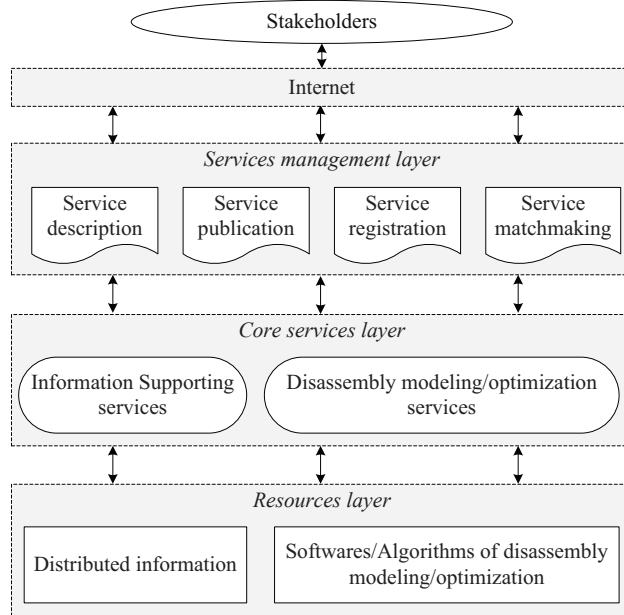 Stakeholders
Internet
Services management layer
Service
description
Service
publication
Service
registration
Service
matchmaking
Core services layer
Information Supporting
services
Disassembly modeling/optimization
services
Resources layer
Distributed information
Softwares/Algorithms of disassembly
modeling/optimization